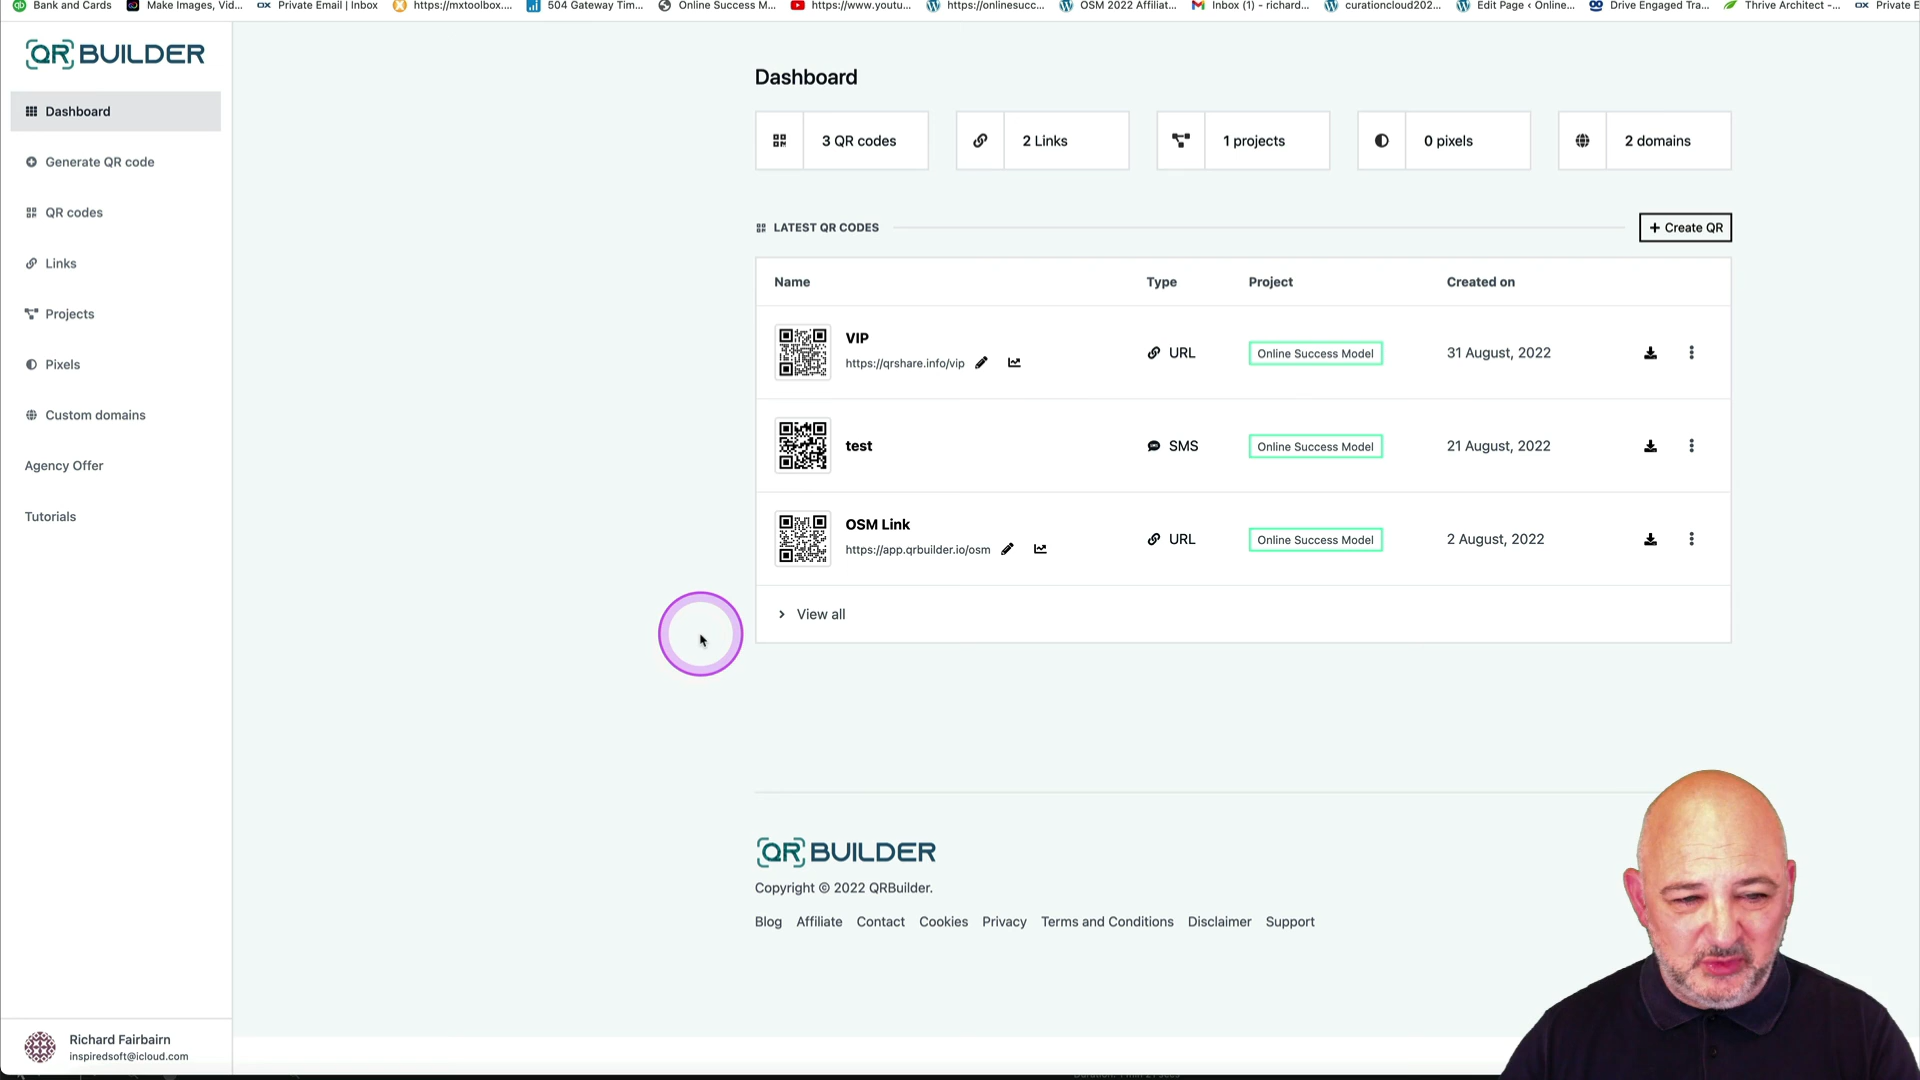 Bank and Cards Make Images, Vid... Private Email | Inbox https://mxtoolbox.... 504 Gateway Tim... Online Success M... https://www.youtu... https://onlinesucc... OSM 2022 Affiliat... Inbox (1) - richard... curationcloud202... Edit Page ‹ Online... Drive Engaged Tra... Thrive Architect -... Private E
QR BUILDER
Dashboard
Generate QR code
QR codes
Links
Projects
Pixels
Custom domains
Agency Offer
Tutorials
Richard Fairbairn
inspiredsoft@icloud.com
Dashboard
3 QR codes 2 Links 1 projects 0 pixels 2 domains
LATEST QR CODES + Create QR
Name Type Project Created on
VIP
https://qrshare.info/vip URL Online Success Model 31 August, 2022
test SMS Online Success Model 21 August, 2022
OSM Link
https://app.qrbuilder.io/osm URL Online Success Model 2 August, 2022
View all
QR BUILDER
Copyright © 2022 QRBuilder.
Blog Affiliate Contact Cookies Privacy Terms and Conditions Disclaimer Support